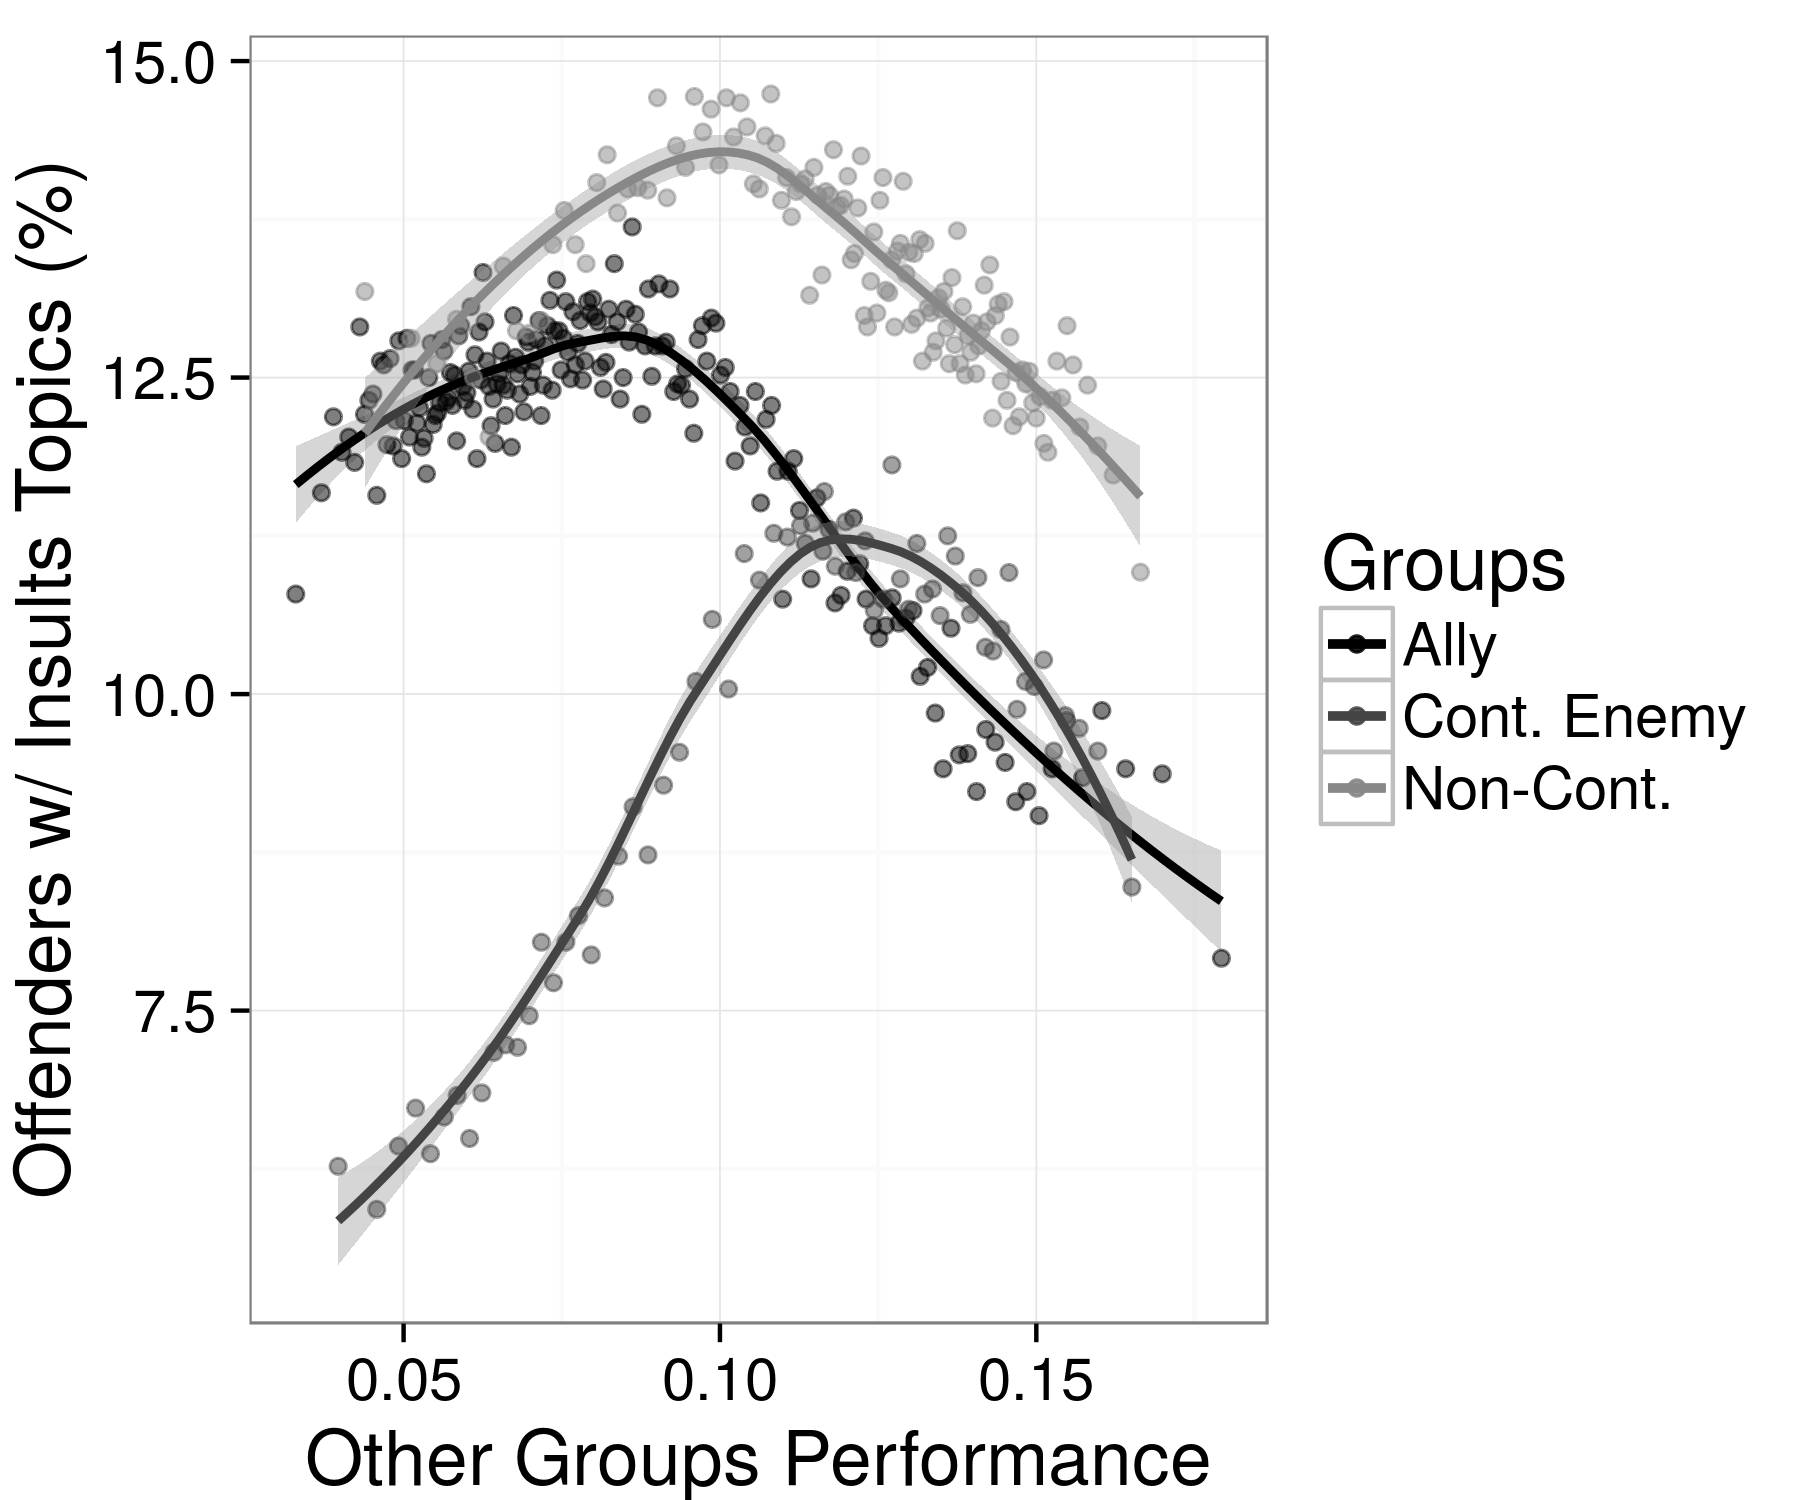 Offenders w/ Insults Topics (%)
15.0
12.5
10.0
7.5
0.05 0.10 0.15
Other Groups Performance
Groups
Ally
Cont. Enemy
Non-Cont.